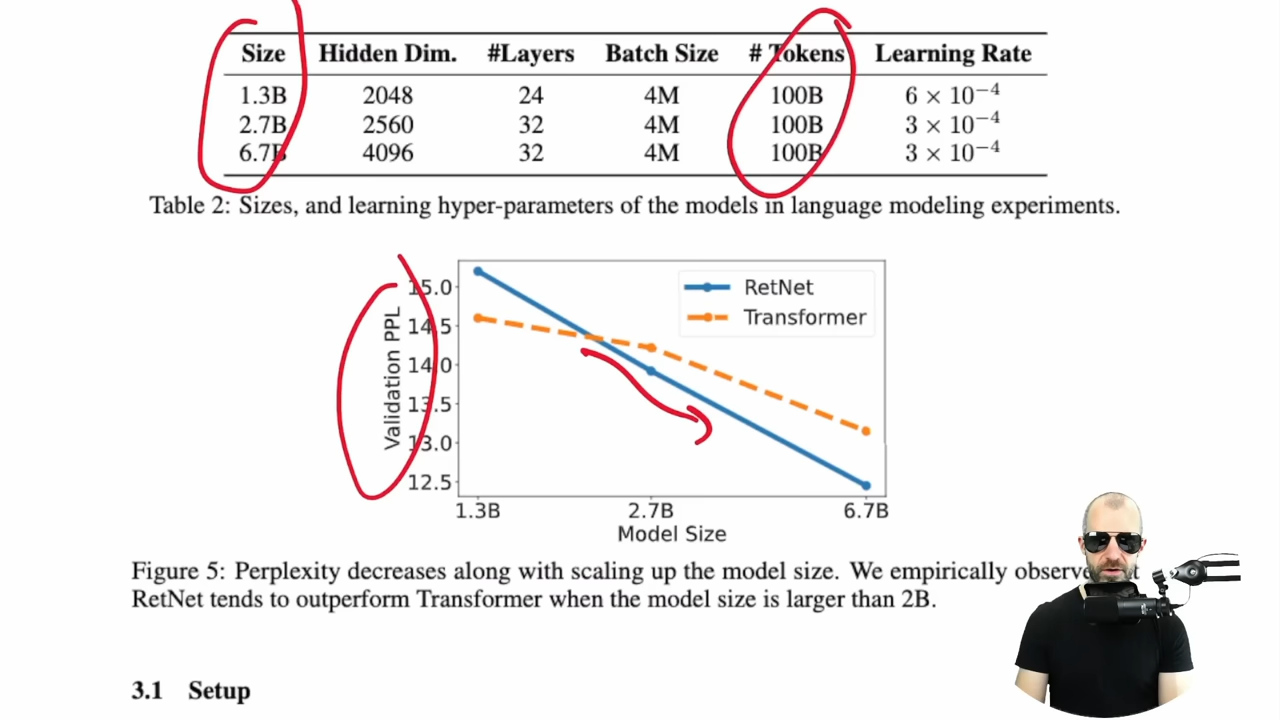 Size Hidden Dim. #Layers Batch Size # Tokens Learning Rate
1.3B 2048 24 4M 100B 6 × 10⁻⁴
2.7B 2560 32 4M 100B 3 × 10⁻⁴
6.7B 4096 32 4M 100B 3 × 10⁻⁴
Table 2: Sizes, and learning hyper-parameters of the models in language modeling experiments.
Validation PPL
15.0
14.5
14.0
13.5
13.0
12.5
RetNet
Transformer
1.3B 2.7B 6.7B
Model Size
Figure 5: Perplexity decreases along with scaling up the model size. We empirically observe
RetNet tends to outperform Transformer when the model size is larger than 2B.
3.1 Setup